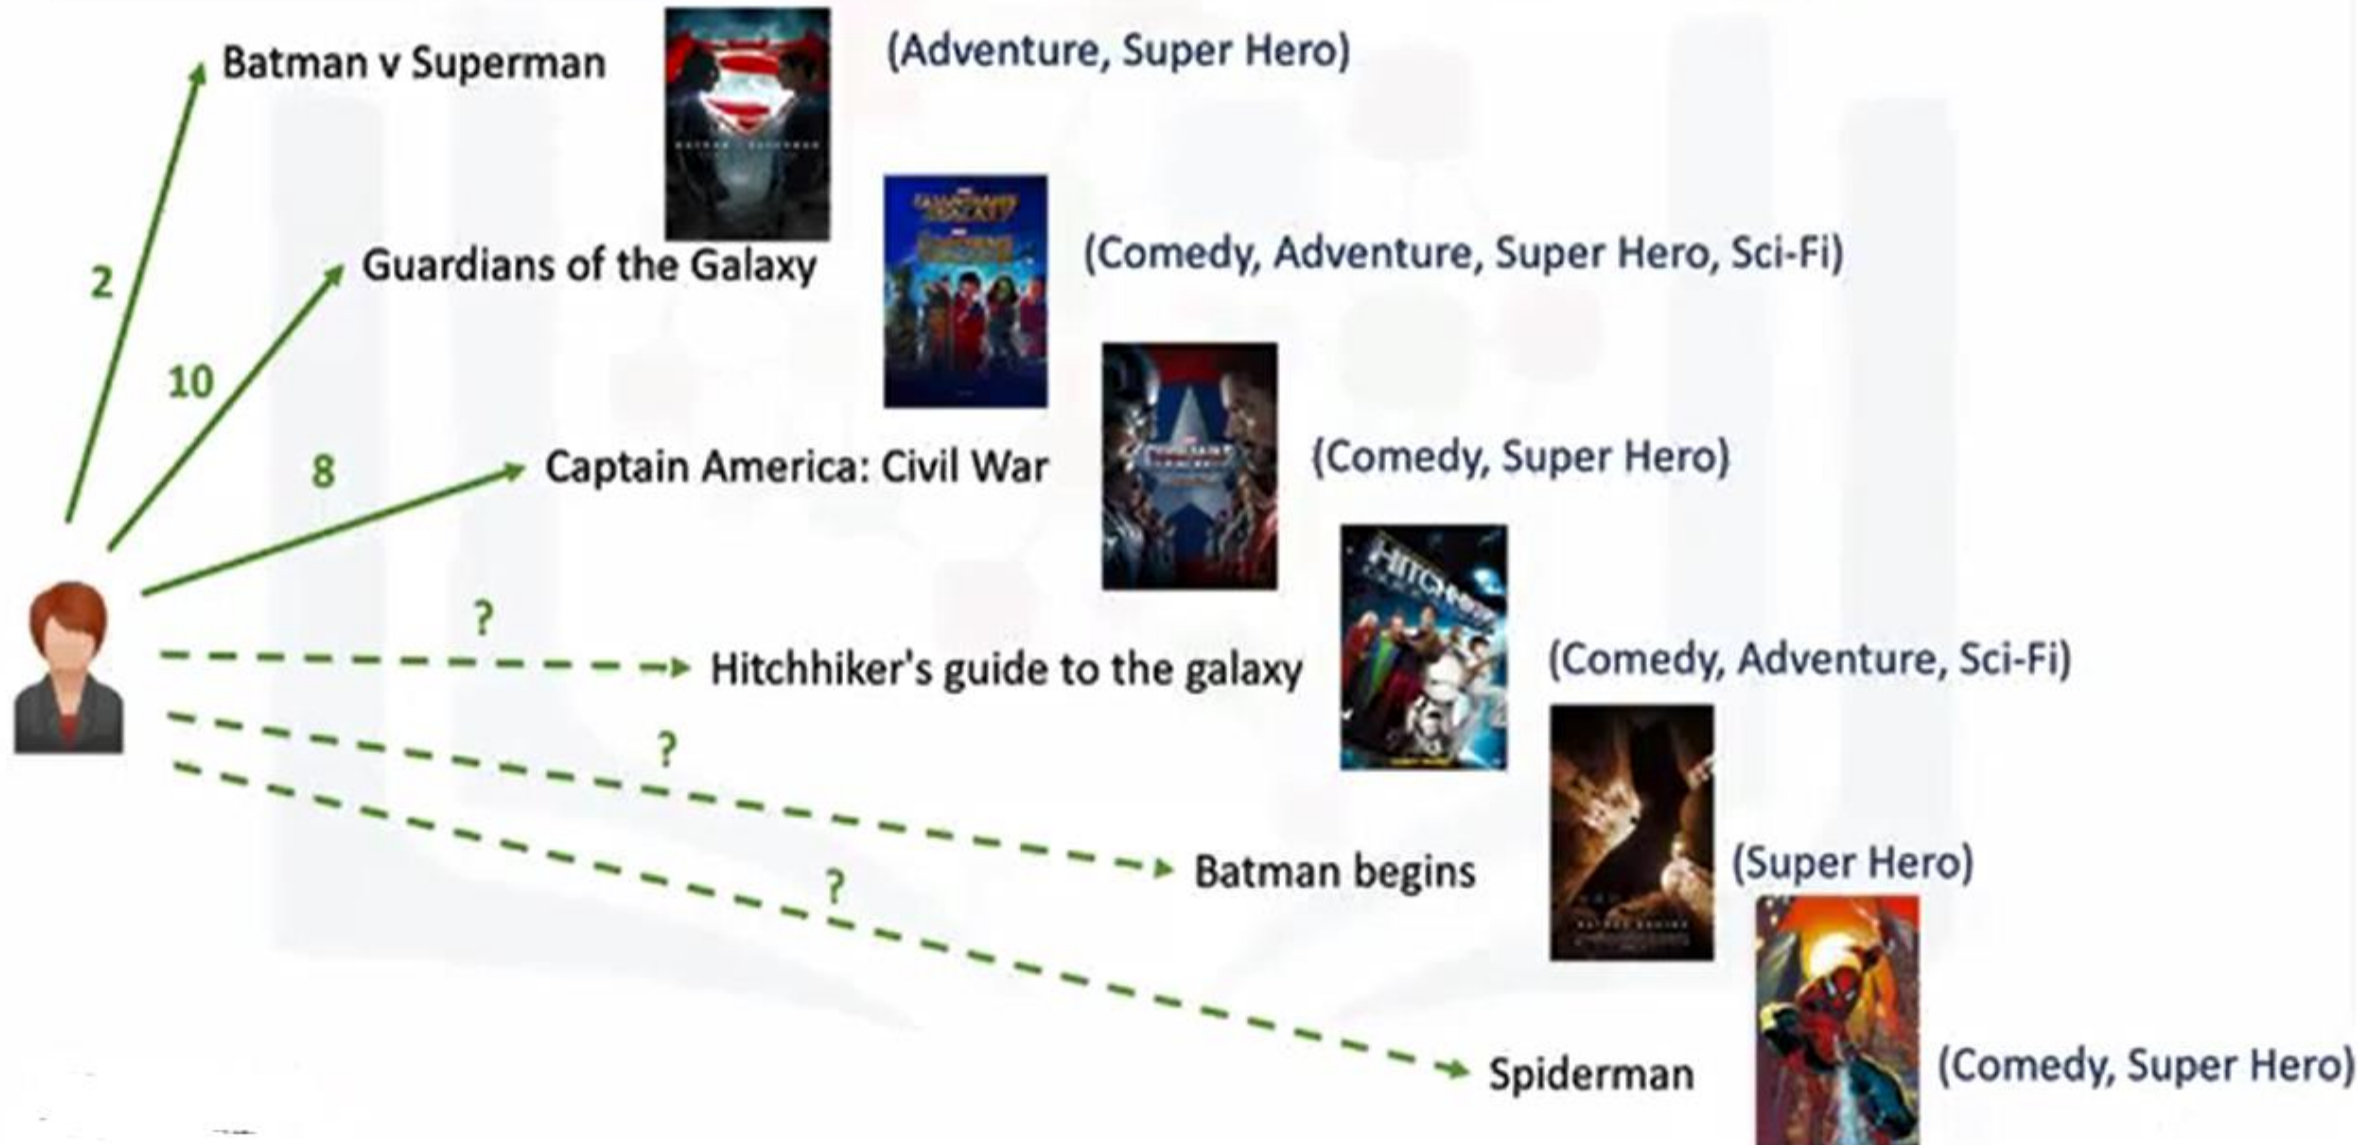 Batman v Superman
(Adventure, Super Hero)
2
Guardians of the Galaxy
(Comedy, Adventure, Super Hero, Sci-Fi)
10
8
Captain America: Civil War
(Comedy, Super Hero)
?
Hitchhiker's guide to the galaxy
(Comedy, Adventure, Sci-Fi)
?
Batman begins
(Super Hero)
?
Spiderman
(Comedy, Super Hero)